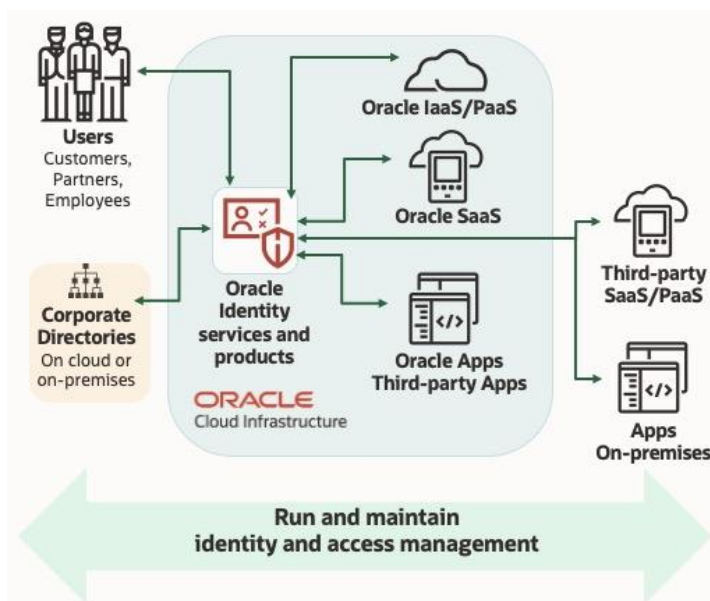 Users
Customers,
Partners,
Employees
Corporate
Directories
On cloud or
on-premises
Oracle
Identity
services and
products
ORACLE
Cloud Infrastructure
Oracle IaaS/PaaS
Oracle SaaS
</>
Oracle Apps
Third-party Apps
Third-party
SaaS/PaaS
</>
Apps
On-premises
Run and maintain
identity and access management